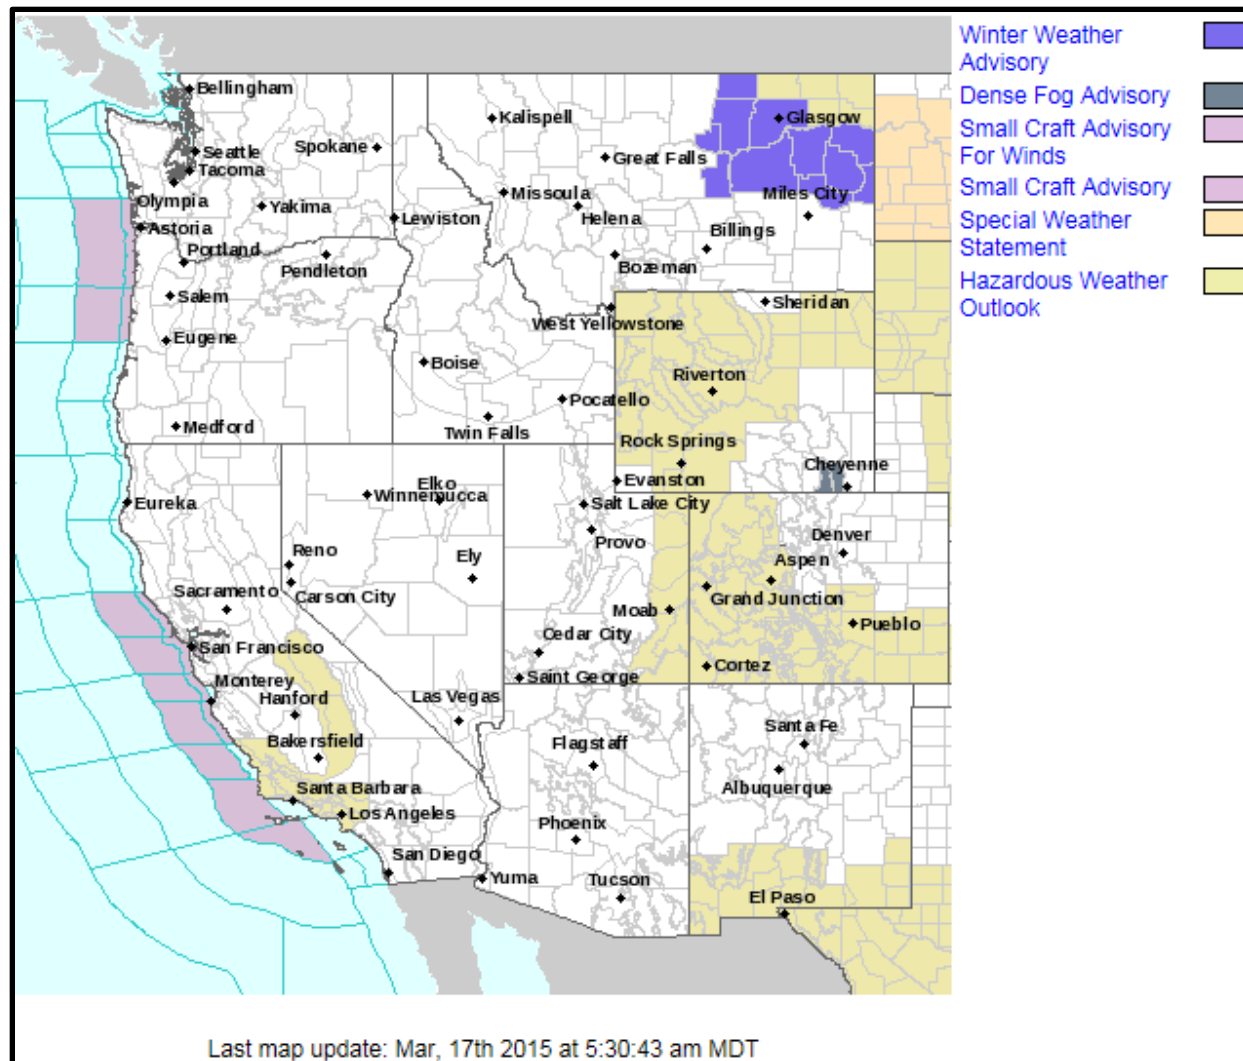 Winter Weather
Advisory
Dense Fog Advisory
Small Craft Advisory
For Winds
Small Craft Advisory
Special Weather
Statement
Hazardous Weather
Outlook
Bellingham
Kalispell
Glasgow
Seattle
Spokane
Great Falls
Tacoma
Olympia
Missoula
Miles City
Yakima
Lewiston
Helena
Astoria
Billings
Portland
Pendleton
Bozeman
Salem
Sheridan
West Yellowstone
Eugene
Boise
Riverton
Pocatello
Medford
Twin Falls
Rock Springs
Cheyenne
Elko
Evanston
Winnemucca
Eureka
Salt Lake City
Provo
Denver
Reno
Ely
Aspen
Sacramento
Carson City
Grand Junction
Moab
Pueblo
Cedar City
San Francisco
Cortez
Saint George
Monterey
Hanford
Las Vegas
Santa Fe
Bakersfield
Flagstaff
Albuquerque
Santa Barbara
Los Angeles
Phoenix
San Diego
Yuma
Tucson
El Paso
Last map update: Mar, 17th 2015 at 5:30:43 am MDT